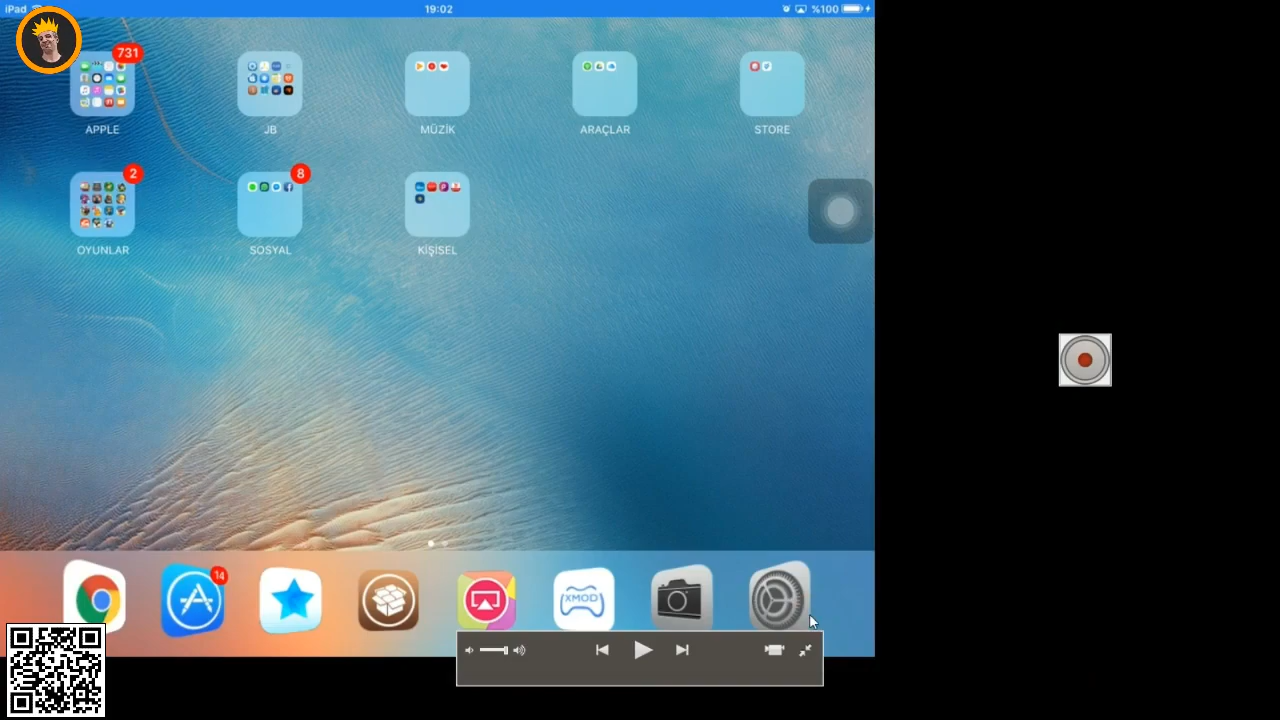 iPad 19:02 %100
731
APPLE JB MÜZİK ARAÇLAR STORE
2 8
OYUNLAR SOSYAL KİŞİSEL
14
XMOD